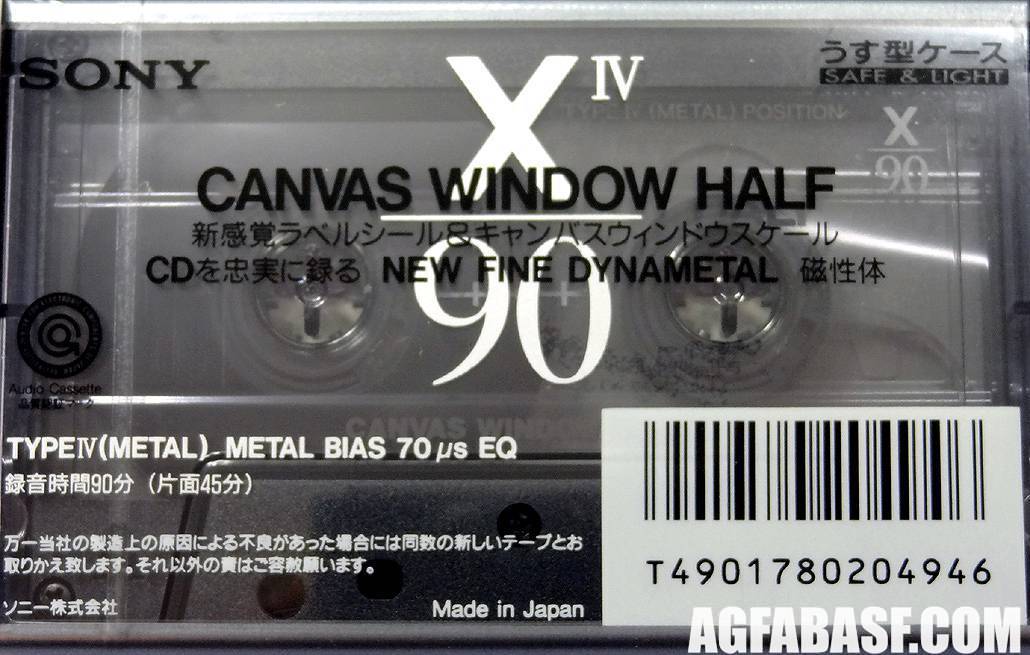 SONY
X IV
うす型ケース
SAFE & LIGHT
TYPE IV (METAL) POSITION
X
90
CANVAS WINDOW HALF
新感覚ラベルシール&キャンバスウィンドウスケール
CDを忠実に録る NEW FINE DYNAMETAL 磁性体
90
Audio Cassette
CANVAS WINDOW
TYPEⅣ(METAL) METAL BIAS 70 μs EQ
録音時間90分 (片面45分)
万一当社の製造上の原因による不良があった場合には同数の新しいテープとお
取りかえ致します。それ以外の責はご容赦願います。
ソニー株式会社
Made in Japan
T4901780204946
AGFABASF.COM